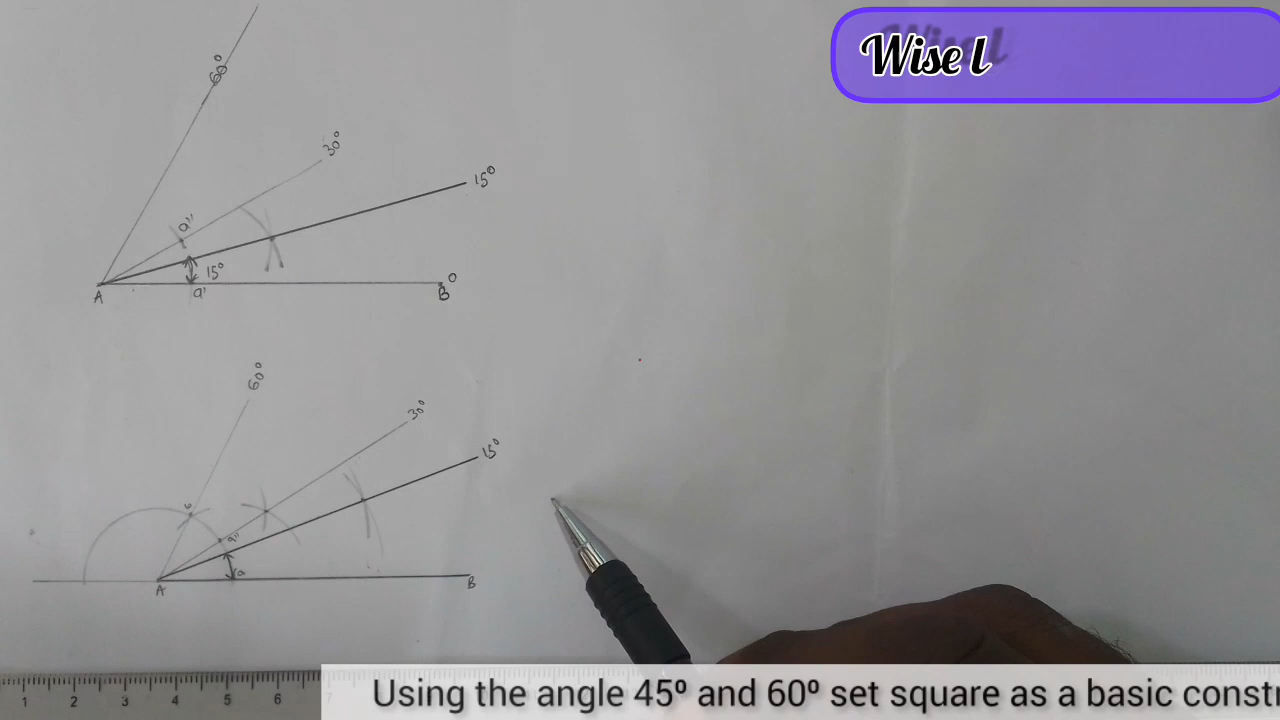 Wise l
60°
30°
15°
a"
15°
A
a'
0
B
60°
30°
15°
c
a"
a
A
B
1 2 3 4 5 6 7
Using the angle 45º and 60º set square as a basic constr